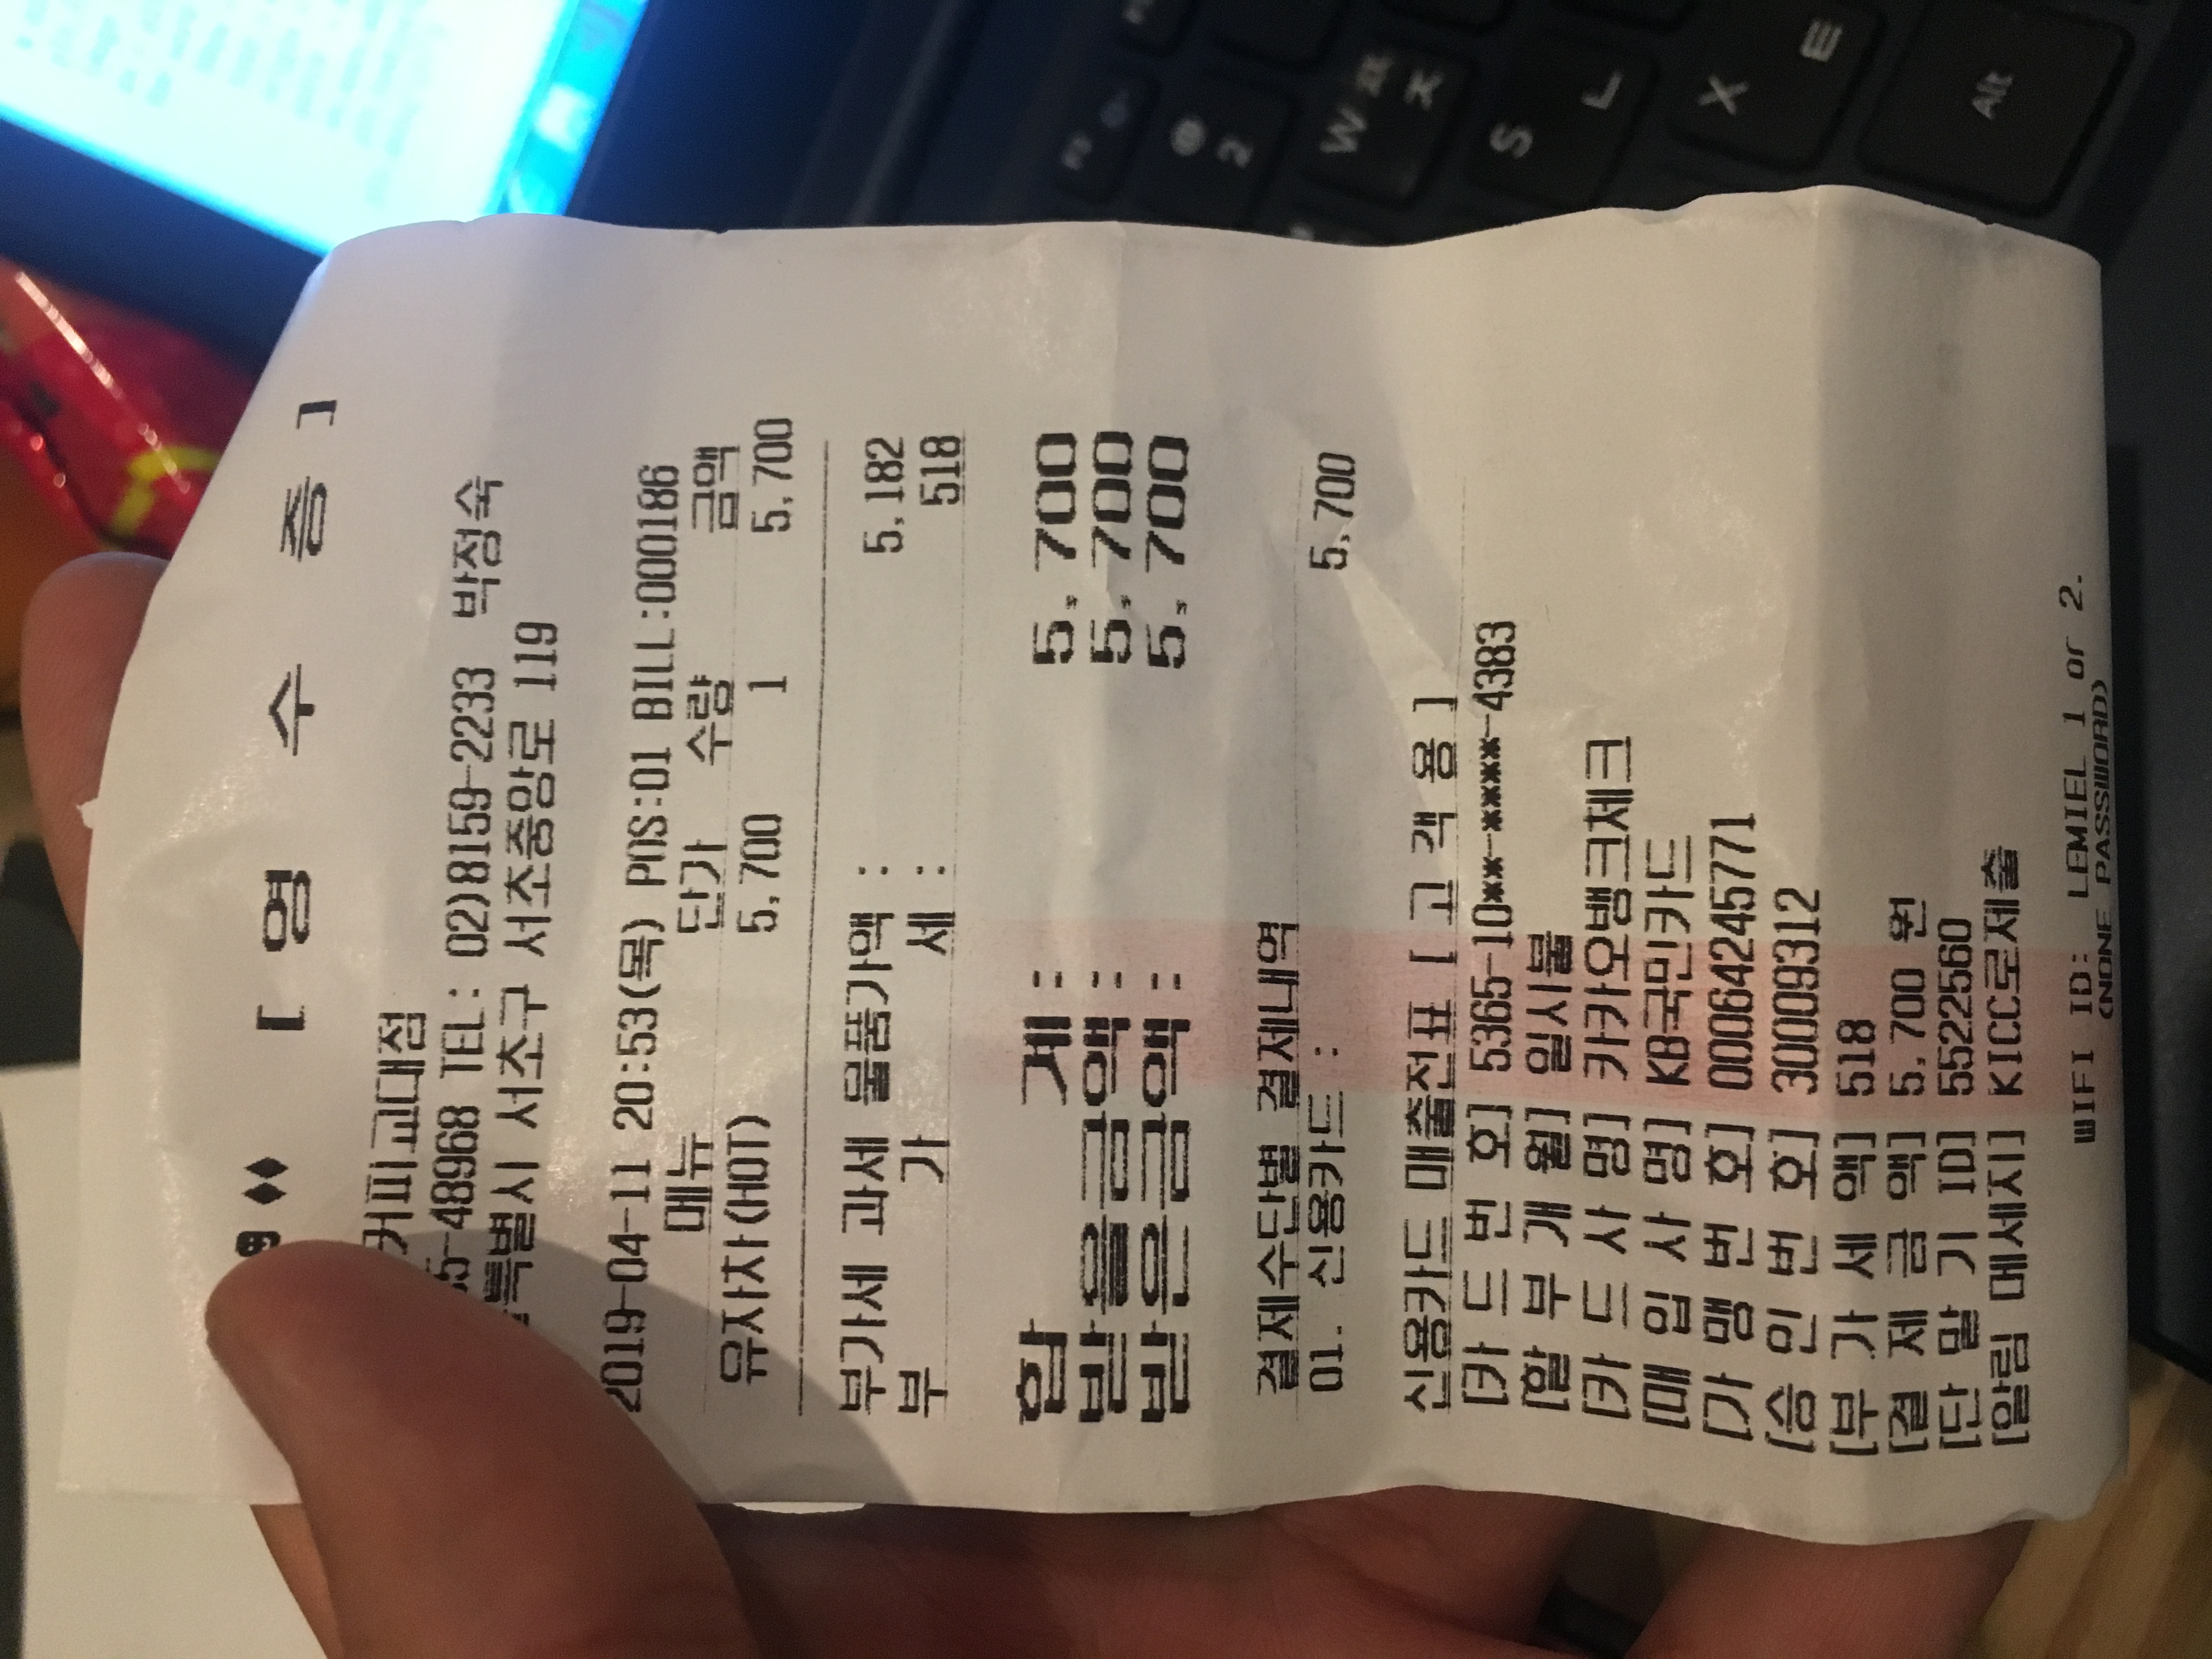 9 ♦♦ [ 영 수 증 ]
커피교대점
5-48968 TEL: 02)8159-2233 박정숙
특별시 서초구 서초중앙로 119
2019-04-11 20:53(목) POS:01 BILL:000186
메뉴 단가 수량 금액
유자차(HOT) 5,700 1 5,700
부가세 과세 물품가액 : 5,182
부 가 세 : 518
합 계 : 5,700
받을금액 : 5,700
받은금액 : 5,700
결제수단별 결제내역
01. 신용카드 : 5,700
신용카드 매출전표 [ 고 객 용 ]
[카 드 번 호] 5365-10**-****-4383
[할 부 개 월] 일시불
[카 드 사 명] 카카오뱅크체크
[매 입 사 명] KB국민카드
[가 맹 번 호] 00064245771
[승 인 번 호] 30009312
[부 가 세 액] 518
[결 제 금 액] 5,700 원
[단 말 기 ID] 5522560
[알림 메세지] KICC로제출
WIFI ID: LEMIEL 1 or 2.
(NONE PASSWORD)
@
2
W ㅉ
ㅈ
S
ㄴ
X
ㅌ
Alt